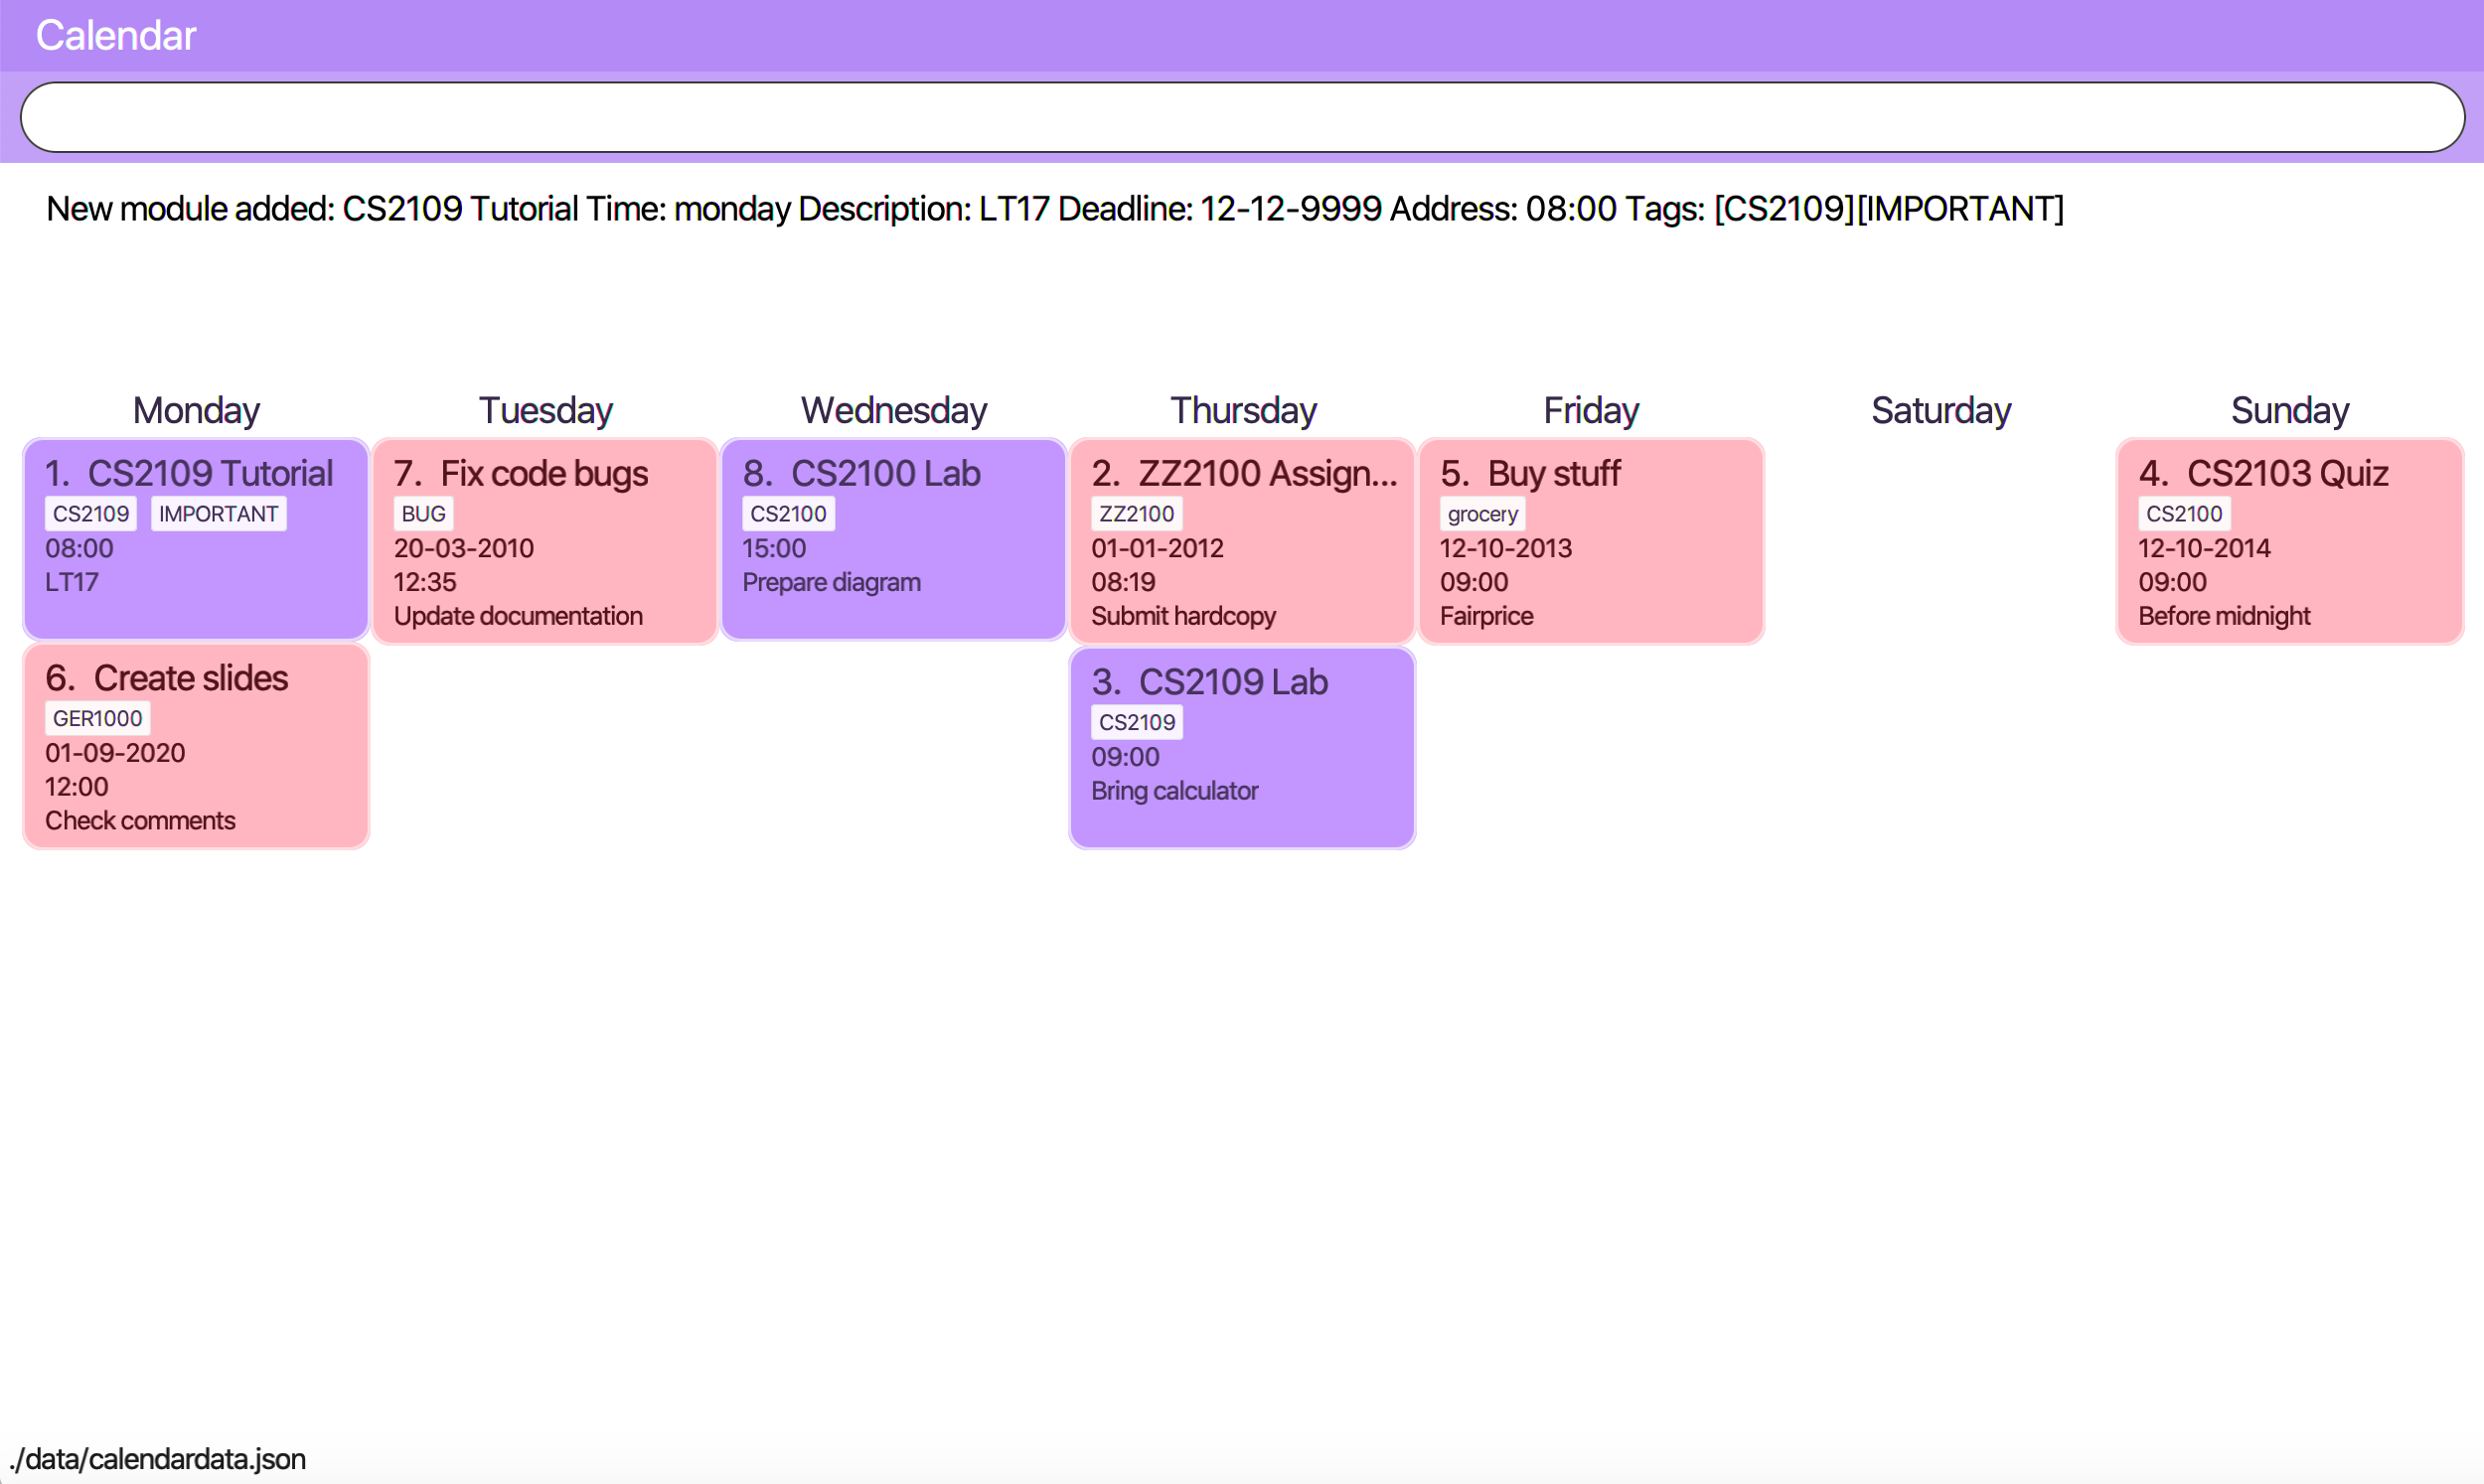 Calendar
New module added: CS2109 Tutorial Time: monday Description: LT17 Deadline: 12-12-9999 Address: 08:00 Tags: [CS2109][IMPORTANT]
Monday
1. CS2109 Tutorial
CS2109 IMPORTANT
08:00
LT17
6. Create slides
GER1000
01-09-2020
12:00
Check comments
Tuesday
7. Fix code bugs
BUG
20-03-2010
12:35
Update documentation
Wednesday
8. CS2100 Lab
CS2100
15:00
Prepare diagram
Thursday
2. ZZ2100 Assign...
ZZ2100
01-01-2012
08:19
Submit hardcopy
3. CS2109 Lab
CS2109
09:00
Bring calculator
Friday
5. Buy stuff
grocery
12-10-2013
09:00
Fairprice
Saturday
Sunday
4. CS2103 Quiz
CS2100
12-10-2014
09:00
Before midnight
./data/calendardata.json